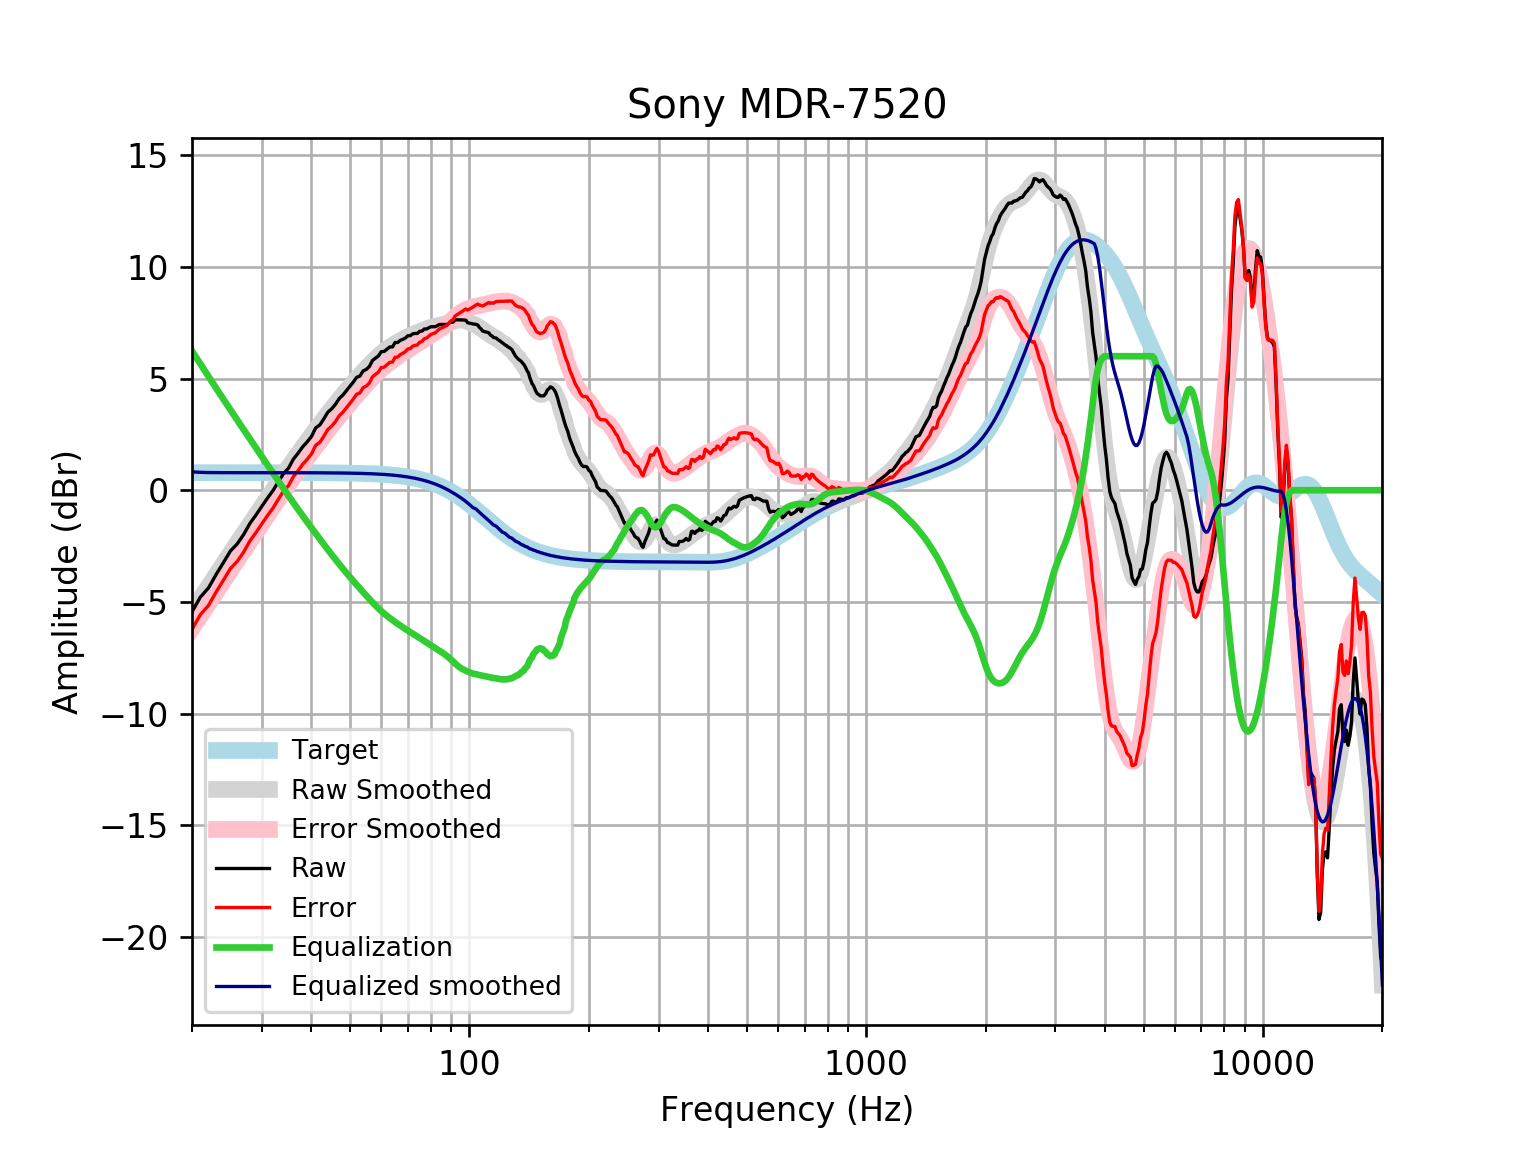 Sony MDR-7520
15
10
5
0
−5
−10
−15
−20
Amplitude (dBr)
Target
Raw Smoothed
Error Smoothed
Raw
Error
Equalization
Equalized smoothed
100
1000
10000
Frequency (Hz)